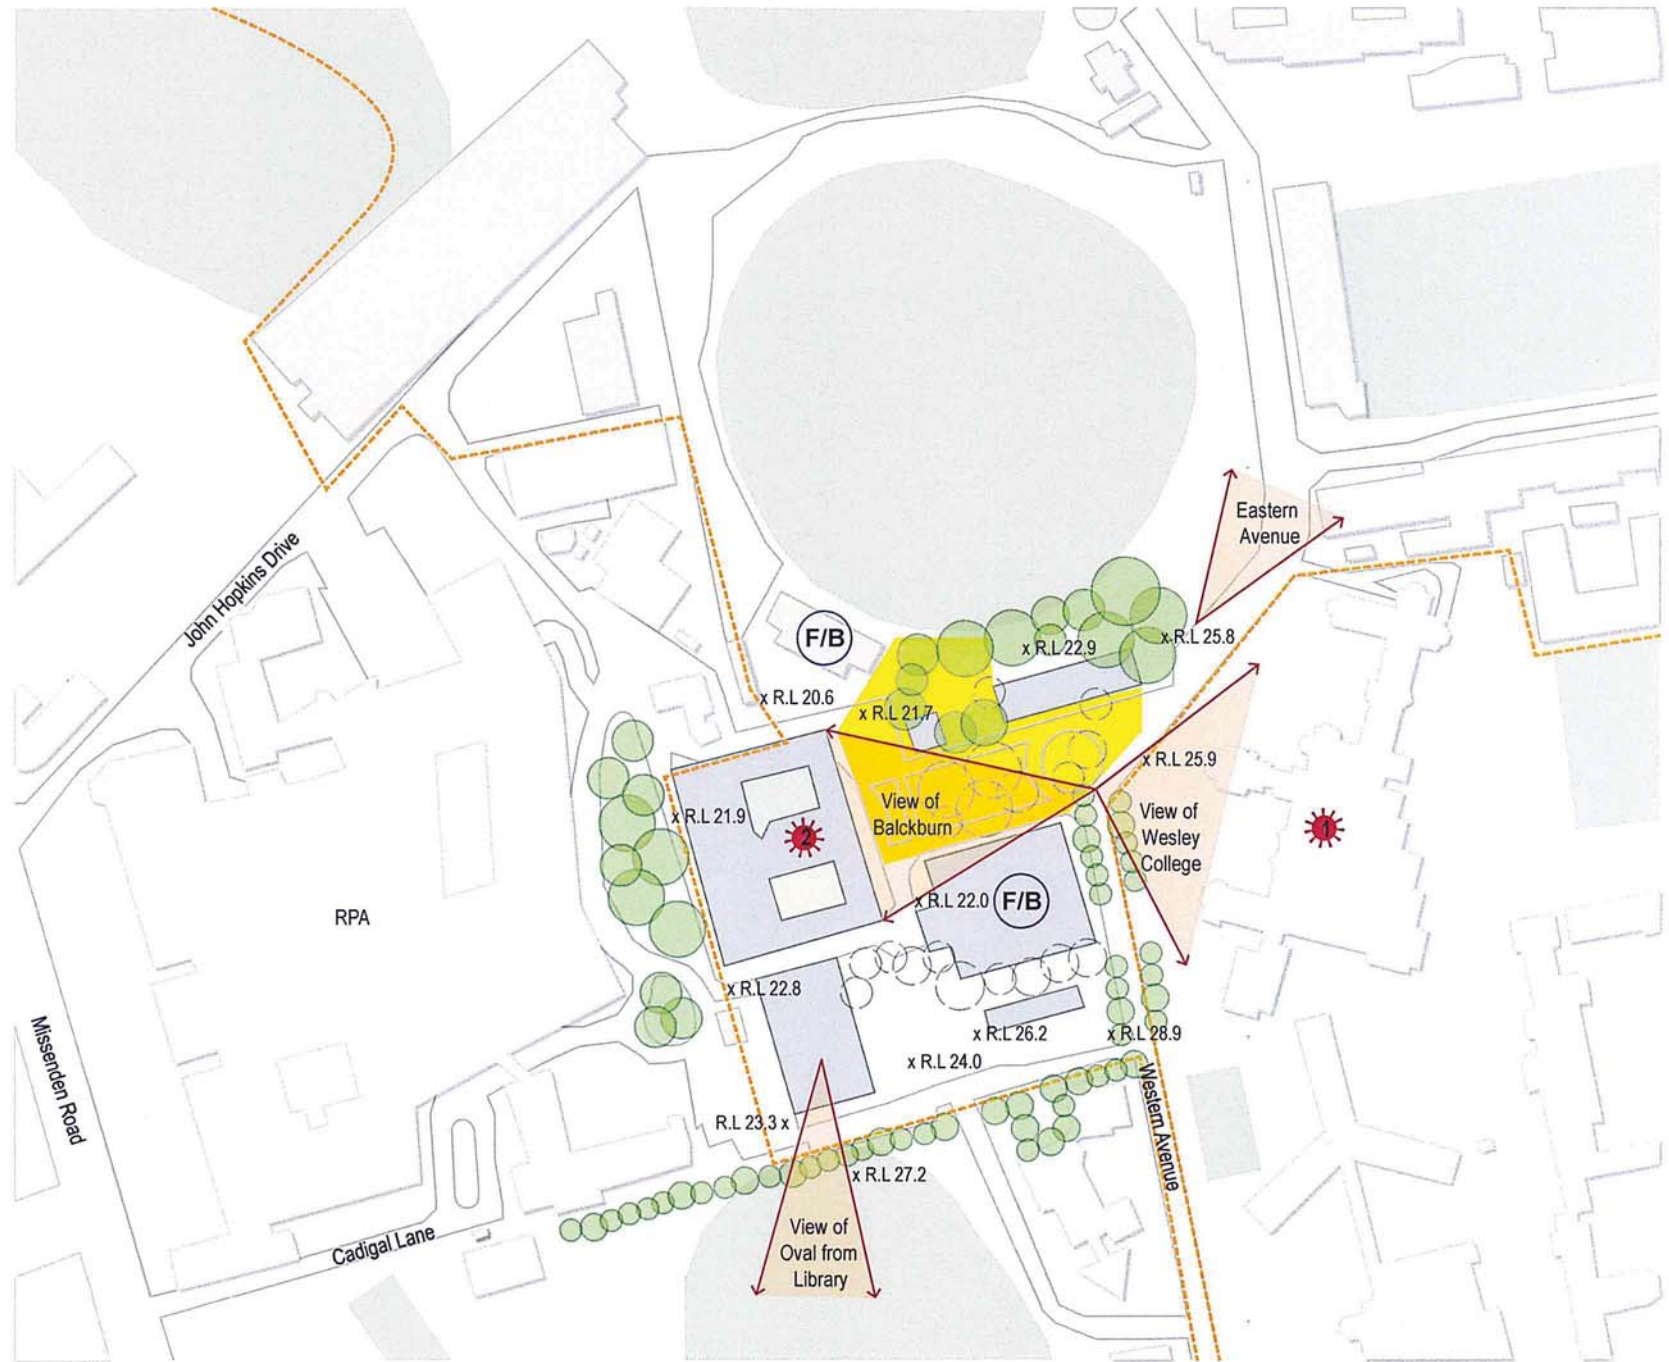 Eastern
Avenue
John Hopkins Drive
F/B
x R.L 22.9
x R.L 25.8
x R.L 20.6
x R.L 21.7
x R.L 25.9
View of
Balckburn
View of
Wesley
College
x R.L 21.9
2
1
x R.L 22.0
F/B
RPA
x R.L 22.8
x R.L 26.2
x R.L 28.9
x R.L 24.0
Missenden Road
Western Avenue
R.L 23.3 x
x R.L 27.2
View of
Oval from
Library
Cadigal Lane